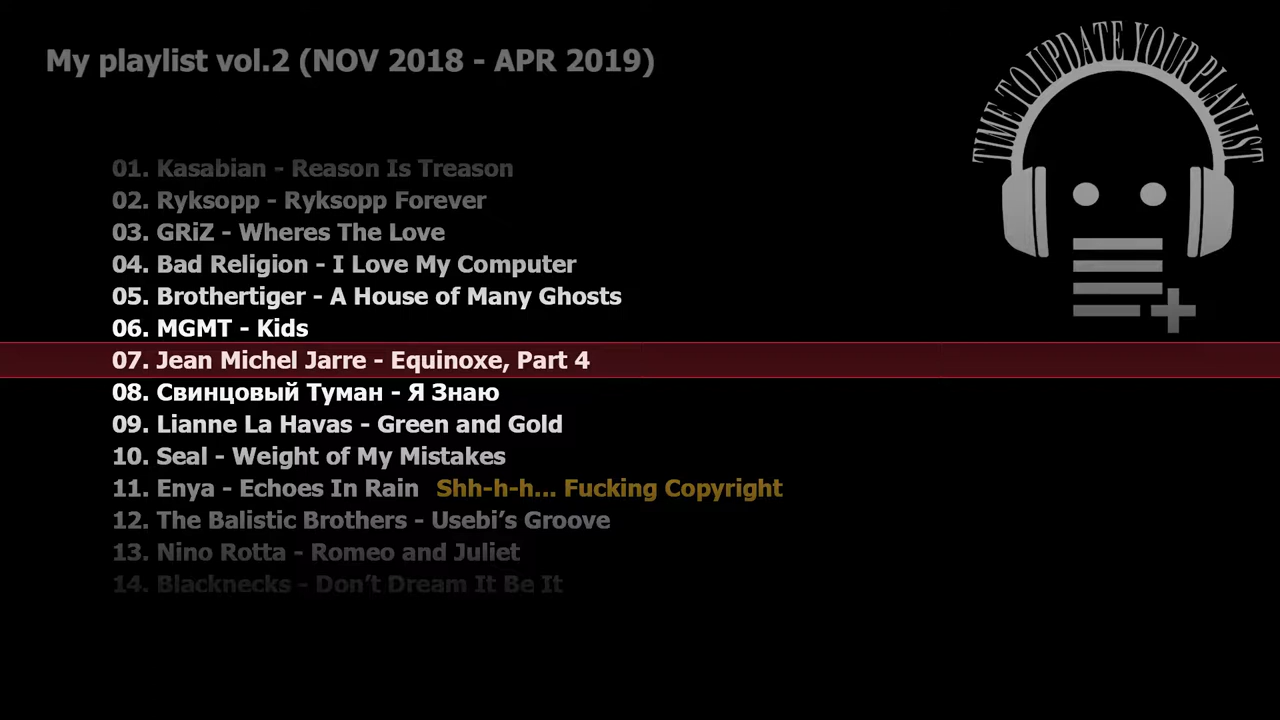 My playlist vol.2 (NOV 2018 - APR 2019)
TIME TO UPDATE YOUR PLAYLIST
01. Kasabian - Reason Is Treason
02. Ryksopp - Ryksopp Forever
03. GRiZ - Wheres The Love
04. Bad Religion - I Love My Computer
05. Brothertiger - A House of Many Ghosts
06. MGMT - Kids
07. Jean Michel Jarre - Equinoxe, Part 4
08. Свинцовый Туман - Я Знаю
09. Lianne La Havas - Green and Gold
10. Seal - Weight of My Mistakes
11. Enya - Echoes In Rain Shh-h-h... Fucking Copyright
12. The Balistic Brothers - Usebi’s Groove
13. Nino Rotta - Romeo and Juliet
14. Blacknecks - Don’t Dream It Be It